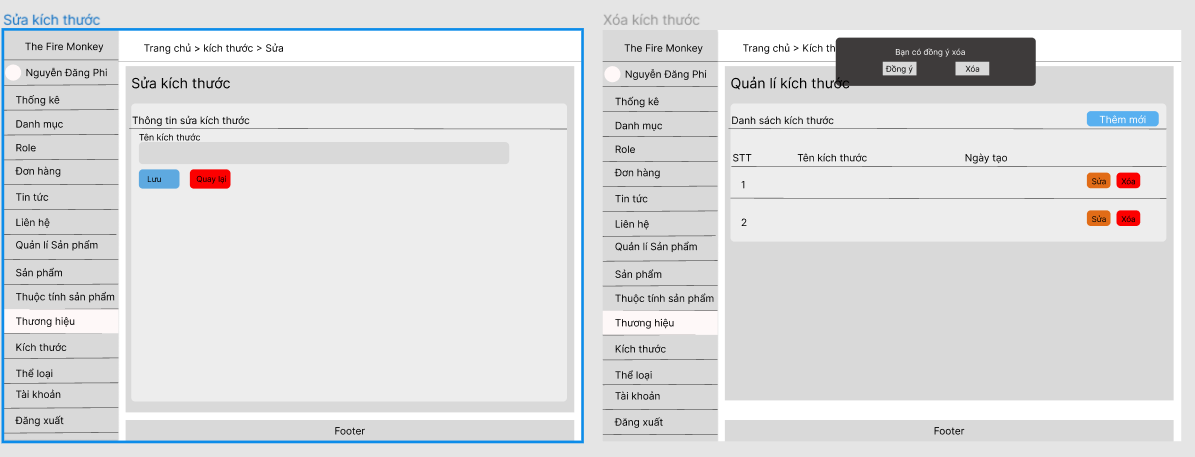 Sửa kích thước
The Fire Monkey
Trang chủ > kích thước > Sửa
Nguyễn Đăng Phi
Thống kê
Danh mục
Role
Đơn hàng
Tin tức
Liên hệ
Quản lí Sản phẩm
Sản phẩm
Thuộc tính sản phẩm
Thương hiệu
Kích thước
Thể loại
Tài khoản
Đăng xuất
Sửa kích thước
Thông tin sửa kích thước
Tên kích thước
Lưu
Quay lại
Footer
Xóa kích thước
The Fire Monkey
Trang chủ > Kích th
Bạn có đồng ý xóa
Đồng ý
Xóa
Nguyễn Đăng Phi
Thống kê
Danh mục
Role
Đơn hàng
Tin tức
Liên hệ
Quản lí Sản phẩm
Sản phẩm
Thuộc tính sản phẩm
Thương hiệu
Kích thước
Thể loại
Tài khoản
Đăng xuất
Quản lí kích thước
Danh sách kích thước
Thêm mới
STT Tên kích thước Ngày tạo
1 Sửa Xóa
2 Sửa Xóa
Footer